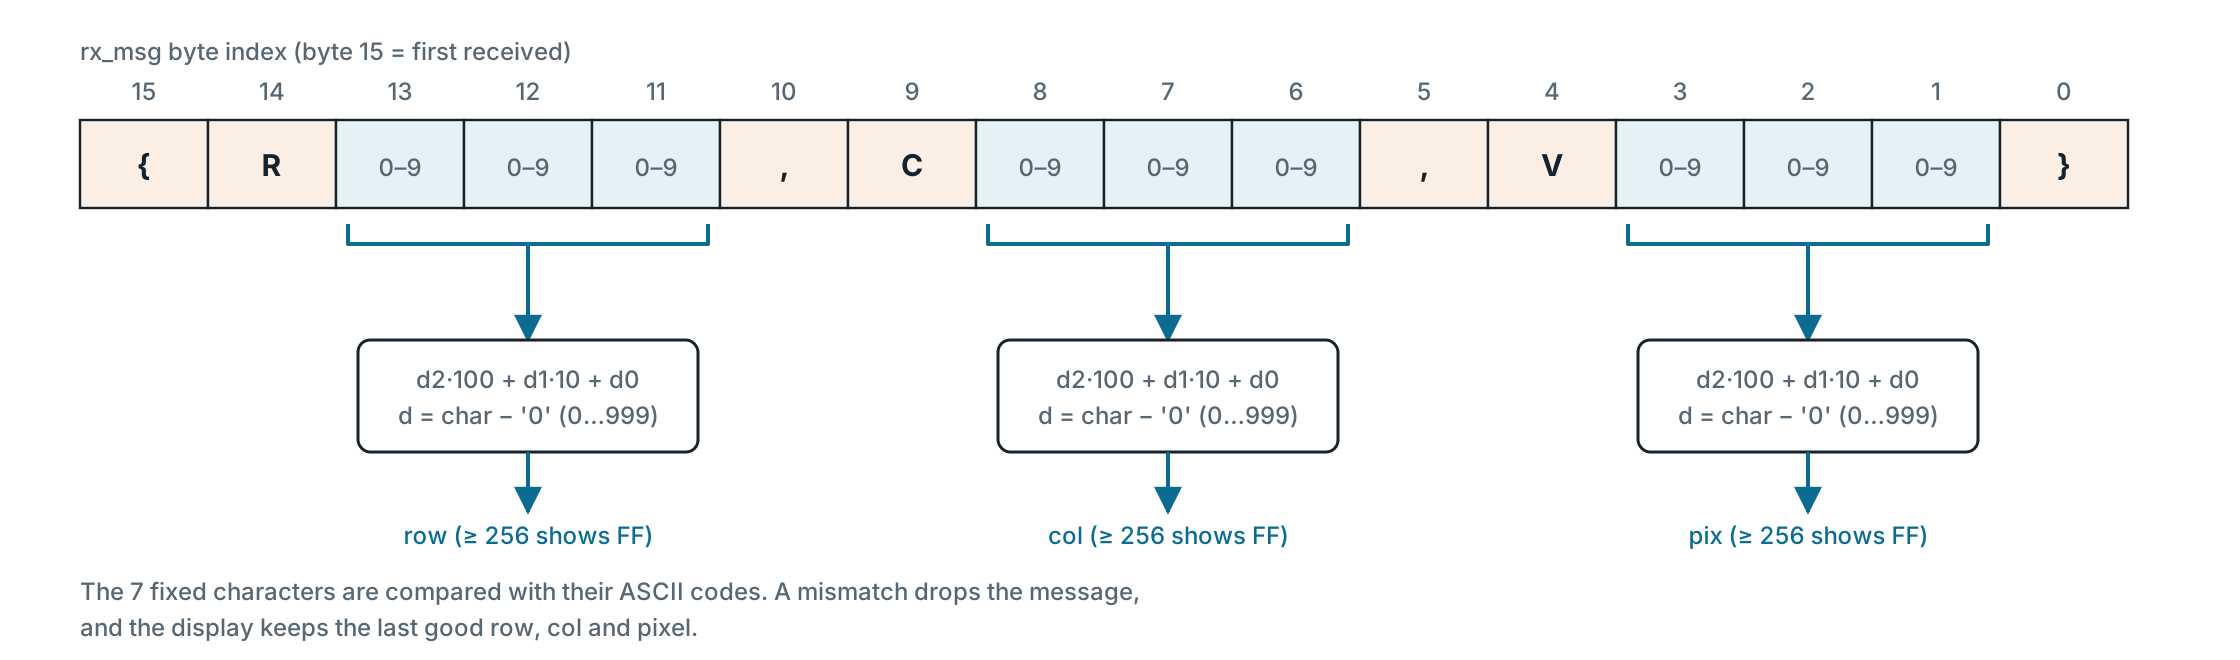 rx_msg byte index (byte 15 = first received)
15 14 13 12 11 10 9 8 7 6 5 4 3 2 1 0
{ R 0–9 0–9 0–9 , C 0–9 0–9 0–9 , V 0–9 0–9 0–9 }
d2·100 + d1·10 + d0
d = char – '0' (0…999)
row (≥ 256 shows FF)
d2·100 + d1·10 + d0
d = char – '0' (0…999)
col (≥ 256 shows FF)
d2·100 + d1·10 + d0
d = char – '0' (0…999)
pix (≥ 256 shows FF)
The 7 fixed characters are compared with their ASCII codes. A mismatch drops the message,
and the display keeps the last good row, col and pixel.